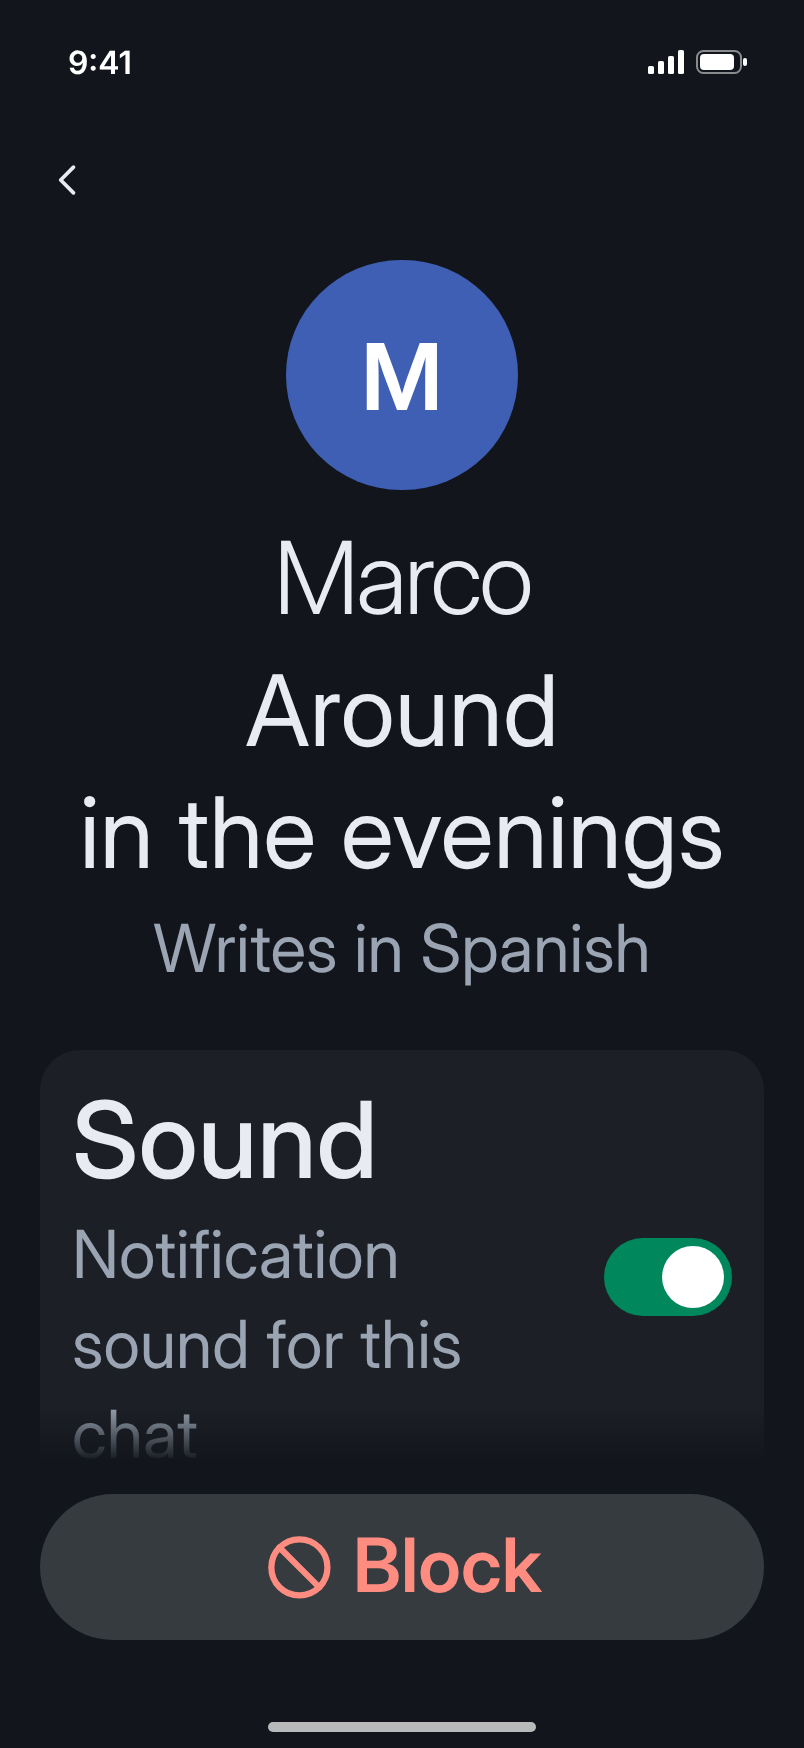 9:41
M
Marco
Around
in the evenings
Writes in Spanish
Sound
Notification
sound for this
chat
Block